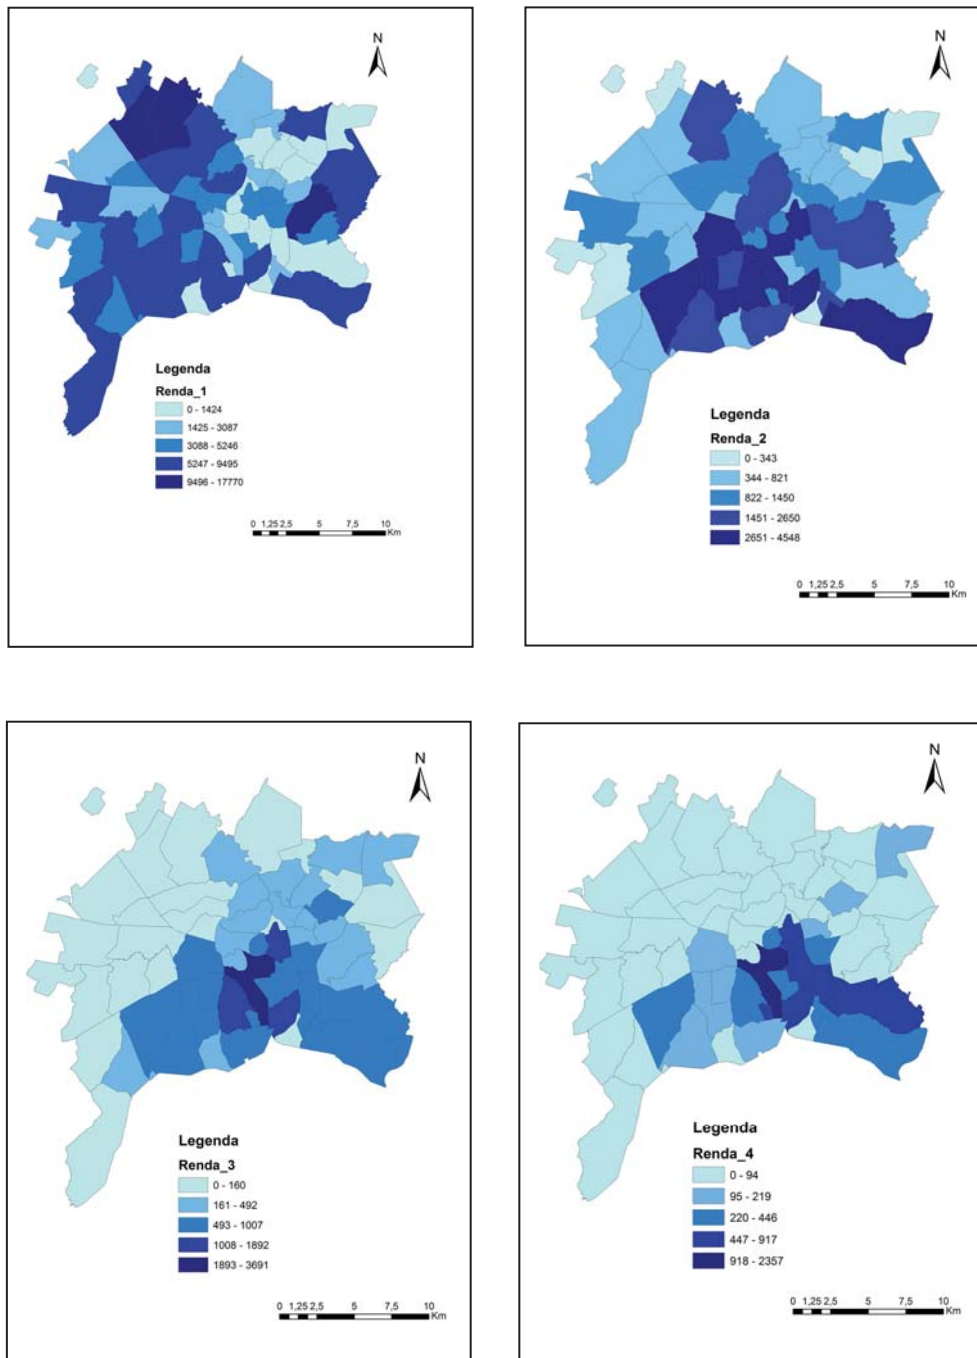 N
Legenda
Renda_1
0 - 1424
1425 - 3087
3088 - 5246
5247 - 9495
9496 - 17770
0 1,25 2,5 5 7,5 10
Km
N
Legenda
Renda_2
0 - 343
344 - 821
822 - 1450
1451 - 2650
2651 - 4548
0 1,25 2,5 5 7,5 10
Km
N
Legenda
Renda_3
0 - 160
161 - 492
493 - 1007
1008 - 1892
1893 - 3691
0 1,25 2,5 5 7,5 10
Km
N
Legenda
Renda_4
0 - 94
95 - 219
220 - 446
447 - 917
918 - 2357
0 1,25 2,5 5 7,5 10
Km